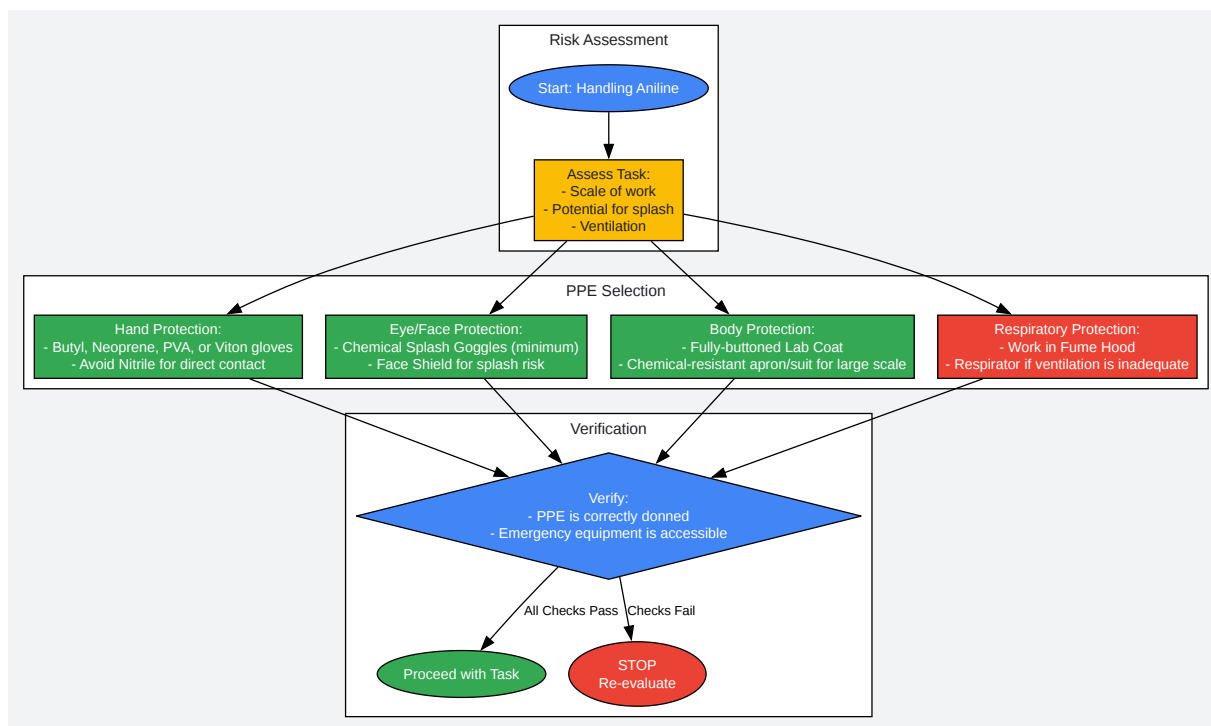 Risk Assessment
Start: Handling Aniline
Assess Task:
- Scale of work
- Potential for splash
- Ventilation
PPE Selection
Hand Protection:
- Butyl, Neoprene, PVA, or Viton gloves
- Avoid Nitrile for direct contact
Eye/Face Protection:
- Chemical Splash Goggles (minimum)
- Face Shield for splash risk
Body Protection:
- Fully-buttoned Lab Coat
- Chemical-resistant apron/suit for large scale
Respiratory Protection:
- Work in Fume Hood
- Respirator if ventilation is inadequate
Verification
Verify:
- PPE is correctly donned
- Emergency equipment is accessible
All Checks Pass
Checks Fail
Proceed with Task
STOP
Re-evaluate